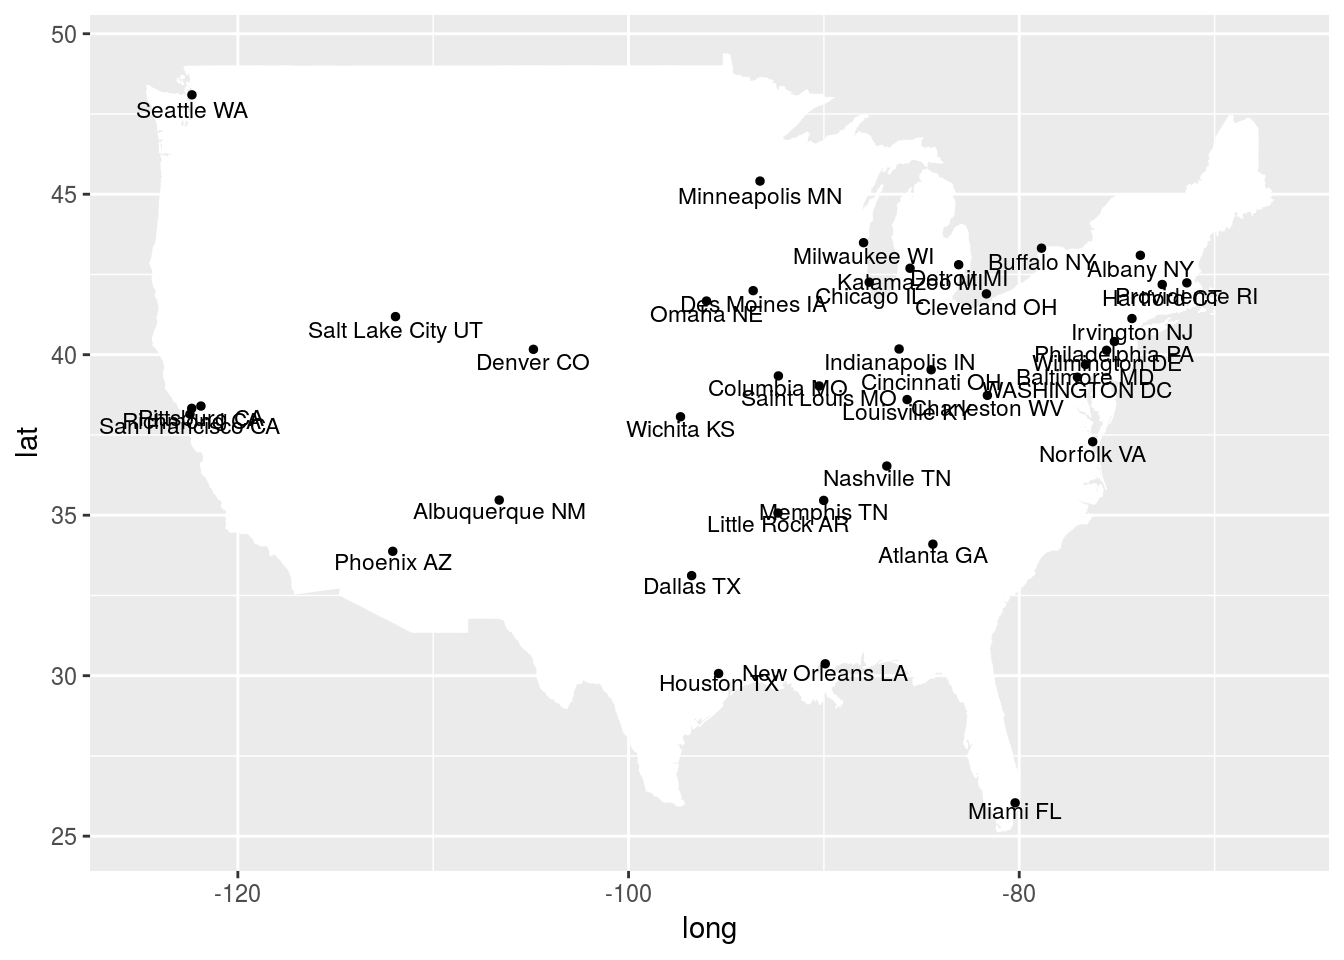 50
Seattle WA
Minneapolis MN
45
Milwaukee WI
Buffalo NY
Albany NY
Detroit MI
Kalamazoo MI
Chicago IL
Hartford CT
Providence RI
Des Moines IA
Cleveland OH
Omaha NE
Salt Lake City UT
Irvington NJ
40
Philadelphia PA
Denver CO
Indianapolis IN
Wilmington DE
Baltimore MD
Cincinnati OH
Columbia MO
WASHINGTON DC
Saint Louis MO
Charleston WV
Louisville KY
Pittsburg CA
Richmond CA
San Francisco CA
Wichita KS
lat
Norfolk VA
Nashville TN
Albuquerque NM
Memphis TN
35
Little Rock AR
Atlanta GA
Phoenix AZ
Dallas TX
New Orleans LA
30
Houston TX
Miami FL
25
-120
-100
-80
long